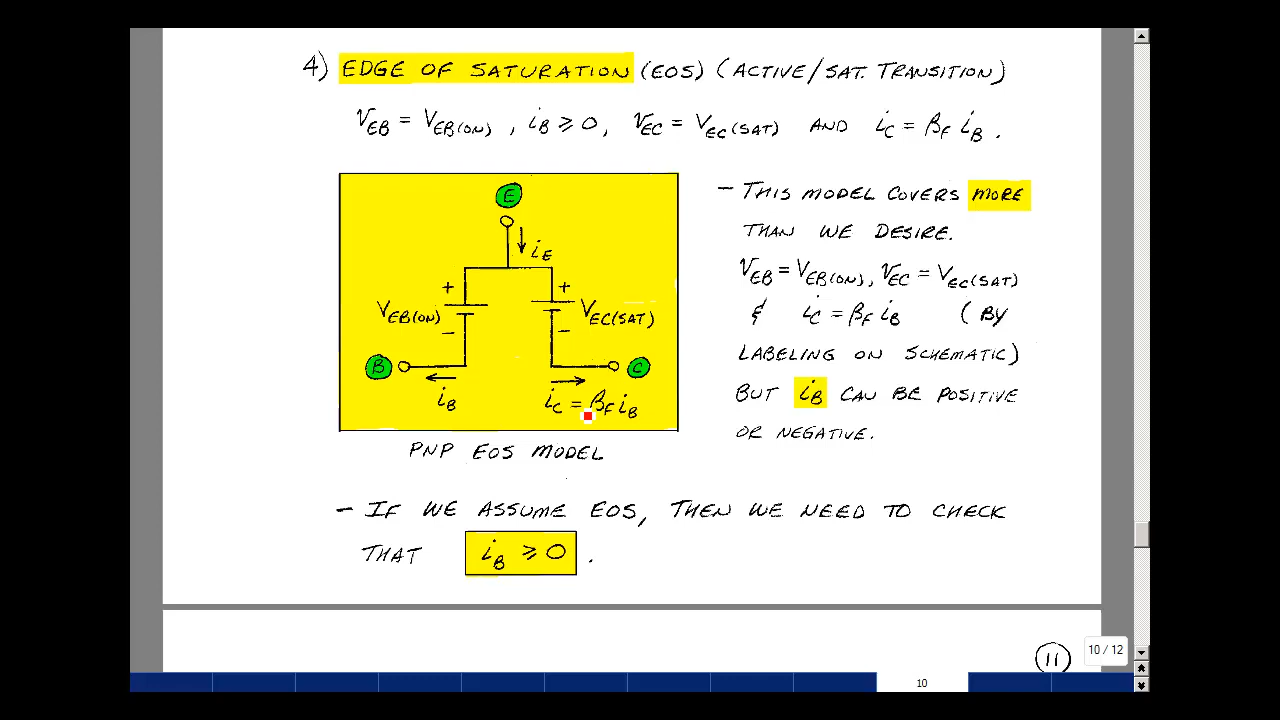 4) EDGE OF SATURATION (EOS) (ACTIVE/SAT. TRANSITION)
VEB = VEB(ON), iB ≥ 0, VEC = VEC(SAT) AND iC = βF iB.
E
iE
+ +
VEB(ON) VEC(SAT)
– –
B C
iB iC = βF iB
PNP EOS MODEL
– THIS MODEL COVERS MORE
THAN WE DESIRE.
VEB = VEB(ON), VEC = VEC(SAT)
& iC = βF iB (BY
LABELING ON SCHEMATIC)
BUT iB CAN BE POSITIVE
OR NEGATIVE.
– IF WE ASSUME EOS, THEN WE NEED TO CHECK
THAT iB ≥ 0.
11
10 / 12
10